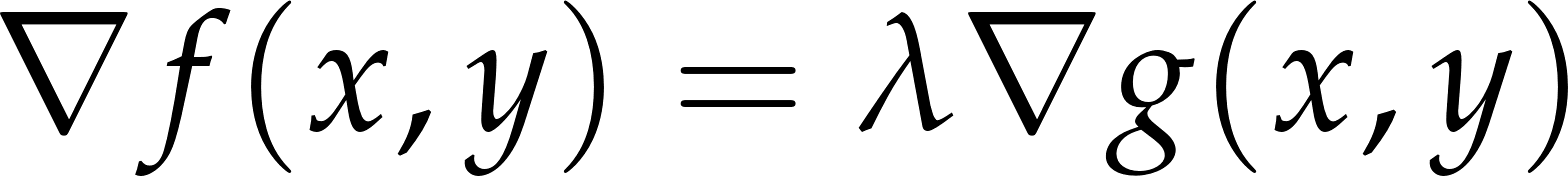 ∇f(x, y) = λ∇g(x, y)